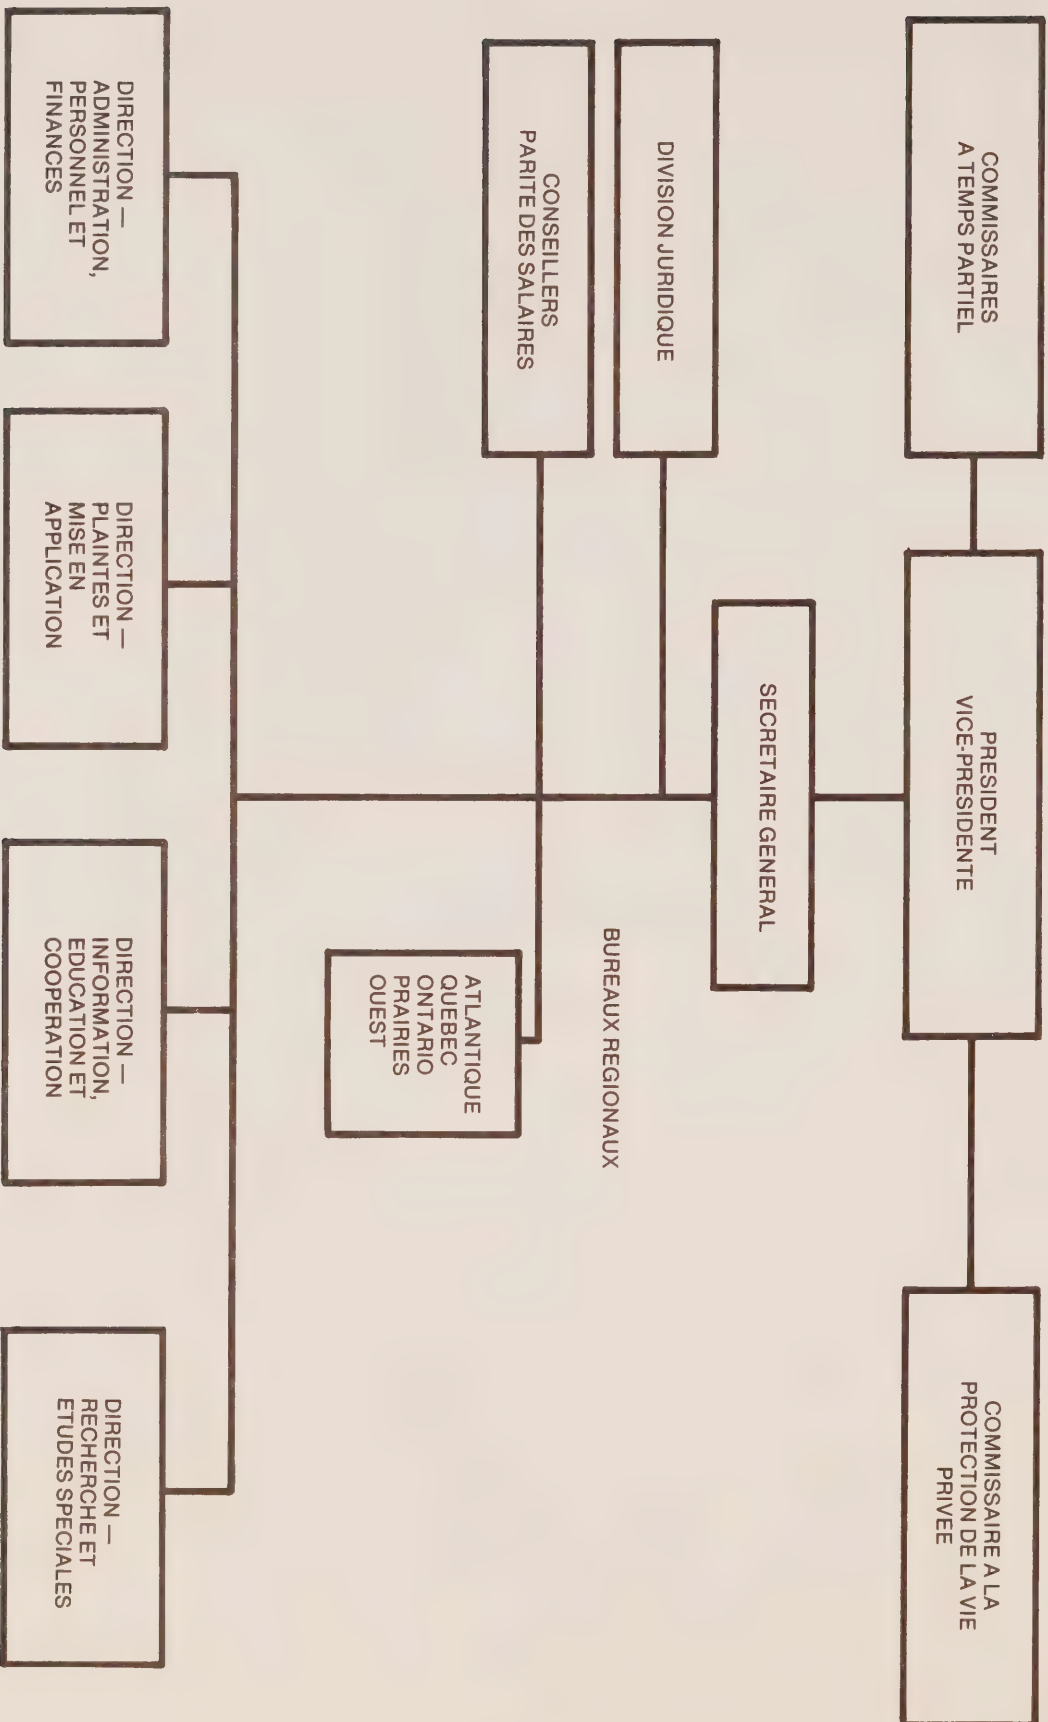 COMMISSAIRES
A TEMPS PARTIEL
PRESIDENT
VICE-PRESIDENTE
COMMISSAIRE A LA
PROTECTION DE LA VIE
PRIVEE
SECRETAIRE GENERAL
DIVISION JURIDIQUE
BUREAUX REGIONAUX
CONSEILLERS
PARITE DES SALAIRES
ATLANTIQUE
QUEBEC
ONTARIO
PRAIRIES
OUEST
DIRECTION —
ADMINISTRATION,
PERSONNEL ET
FINANCES
DIRECTION —
PLAINTES ET
MISE EN
APPLICATION
DIRECTION —
INFORMATION,
EDUCATION ET
COOPERATION
DIRECTION —
RECHERCHE ET
ETUDES SPECIALES